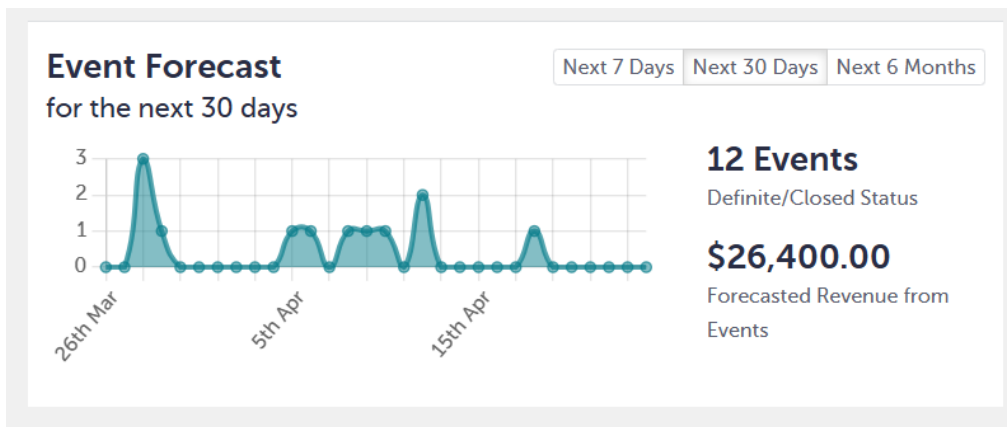 Event Forecast
for the next 30 days
Next 7 Days Next 30 Days Next 6 Months
3
2
1
0
26th Mar
5th Apr
15th Apr
12 Events
Definite/Closed Status
$26,400.00
Forecasted Revenue from
Events